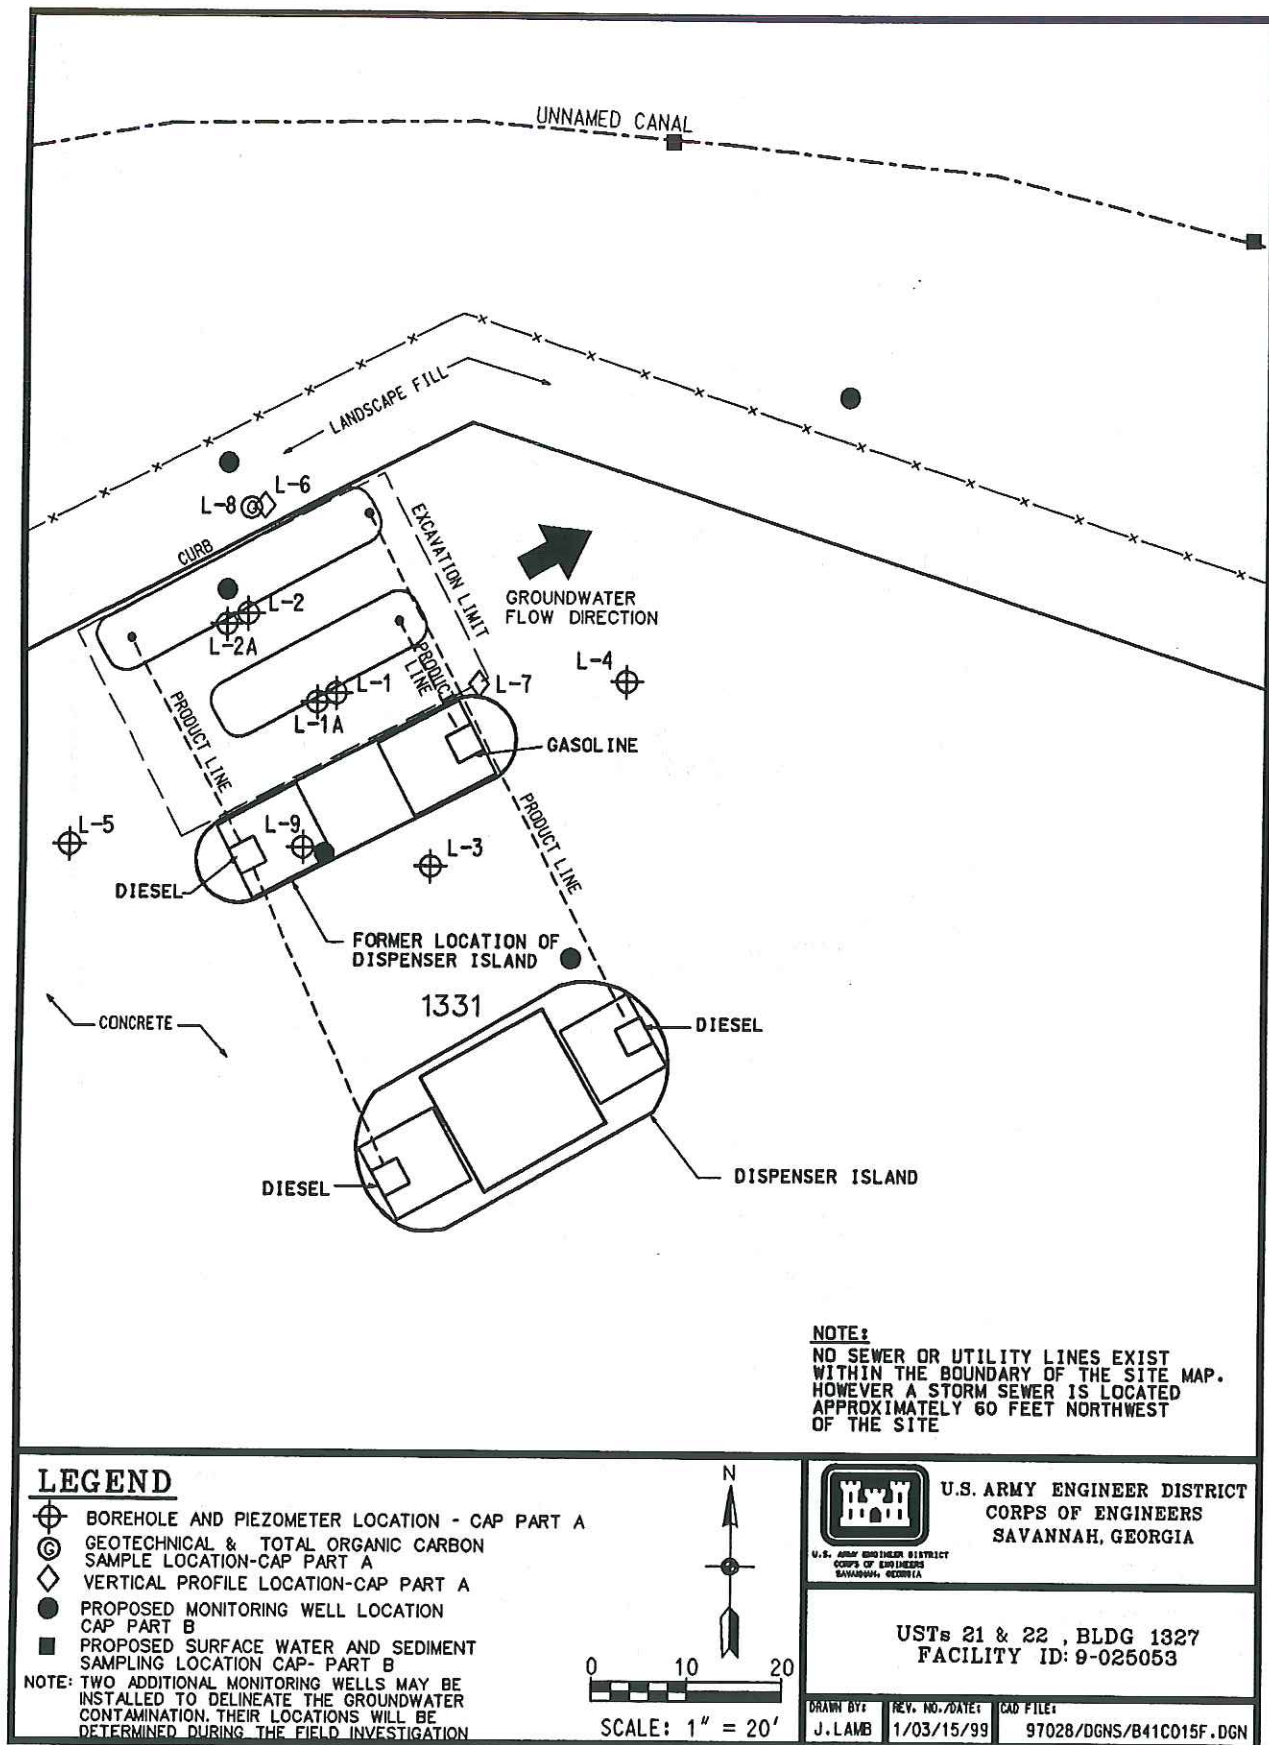 UNNAMED CANAL
LANDSCAPE FILL
L-6
L-8
CURB
EXCAVATION LIMIT
GROUNDWATER
FLOW DIRECTION
L-2
L-2A
L-4
PRODUCT
LINE
L-7
L-1
L-1A
PRODUCT LINE
GASOLINE
PRODUCT LINE
L-5
L-9
L-3
DIESEL
FORMER LOCATION OF
DISPENSER ISLAND
1331
CONCRETE
DIESEL
DIESEL
DISPENSER ISLAND
NOTE:
NO SEWER OR UTILITY LINES EXIST
WITHIN THE BOUNDARY OF THE SITE MAP.
HOWEVER A STORM SEWER IS LOCATED
APPROXIMATELY 60 FEET NORTHWEST
OF THE SITE
LEGEND
BOREHOLE AND PIEZOMETER LOCATION - CAP PART A
G
GEOTECHNICAL & TOTAL ORGANIC CARBON
SAMPLE LOCATION-CAP PART A
VERTICAL PROFILE LOCATION-CAP PART A
PROPOSED MONITORING WELL LOCATION
CAP PART B
PROPOSED SURFACE WATER AND SEDIMENT
SAMPLING LOCATION CAP- PART B
NOTE: TWO ADDITIONAL MONITORING WELLS MAY BE
INSTALLED TO DELINEATE THE GROUNDWATER
CONTAMINATION. THEIR LOCATIONS WILL BE
DETERMINED DURING THE FIELD INVESTIGATION
N
0 10 20
SCALE: 1" = 20'
U.S. ARMY ENGINEER DISTRICT
CORPS OF ENGINEERS
SAVANNAH, GEORGIA
U.S. ARMY ENGINEER DISTRICT
CORPS OF ENGINEERS
SAVANNAH, GEORGIA
USTs 21 & 22 , BLDG 1327
FACILITY ID: 9-025053
DRAWN BY:
J.LAMB
REV. NO./DATE:
1/03/15/99
CAD FILE:
97028/DGNS/B41C015F.DGN